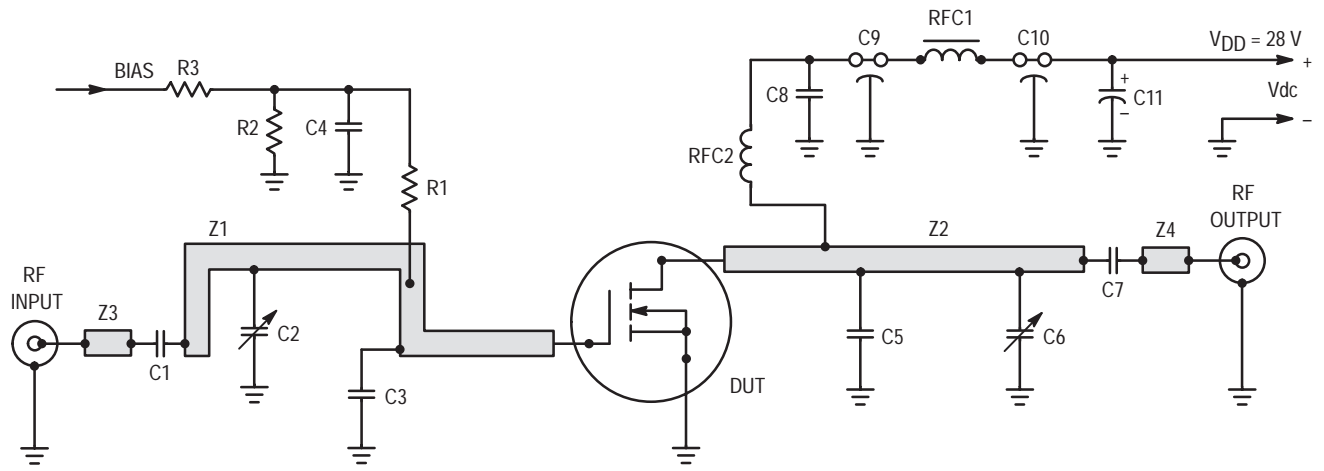 RFC1
C9
C10
VDD = 28 V
+
BIAS
R3
C8
+
C11
–
Vdc
–
R2
C4
RFC2
R1
Z1
Z2
Z4
RF
OUTPUT
RF
INPUT
Z3
C1
C2
C3
C7
C5
C6
DUT